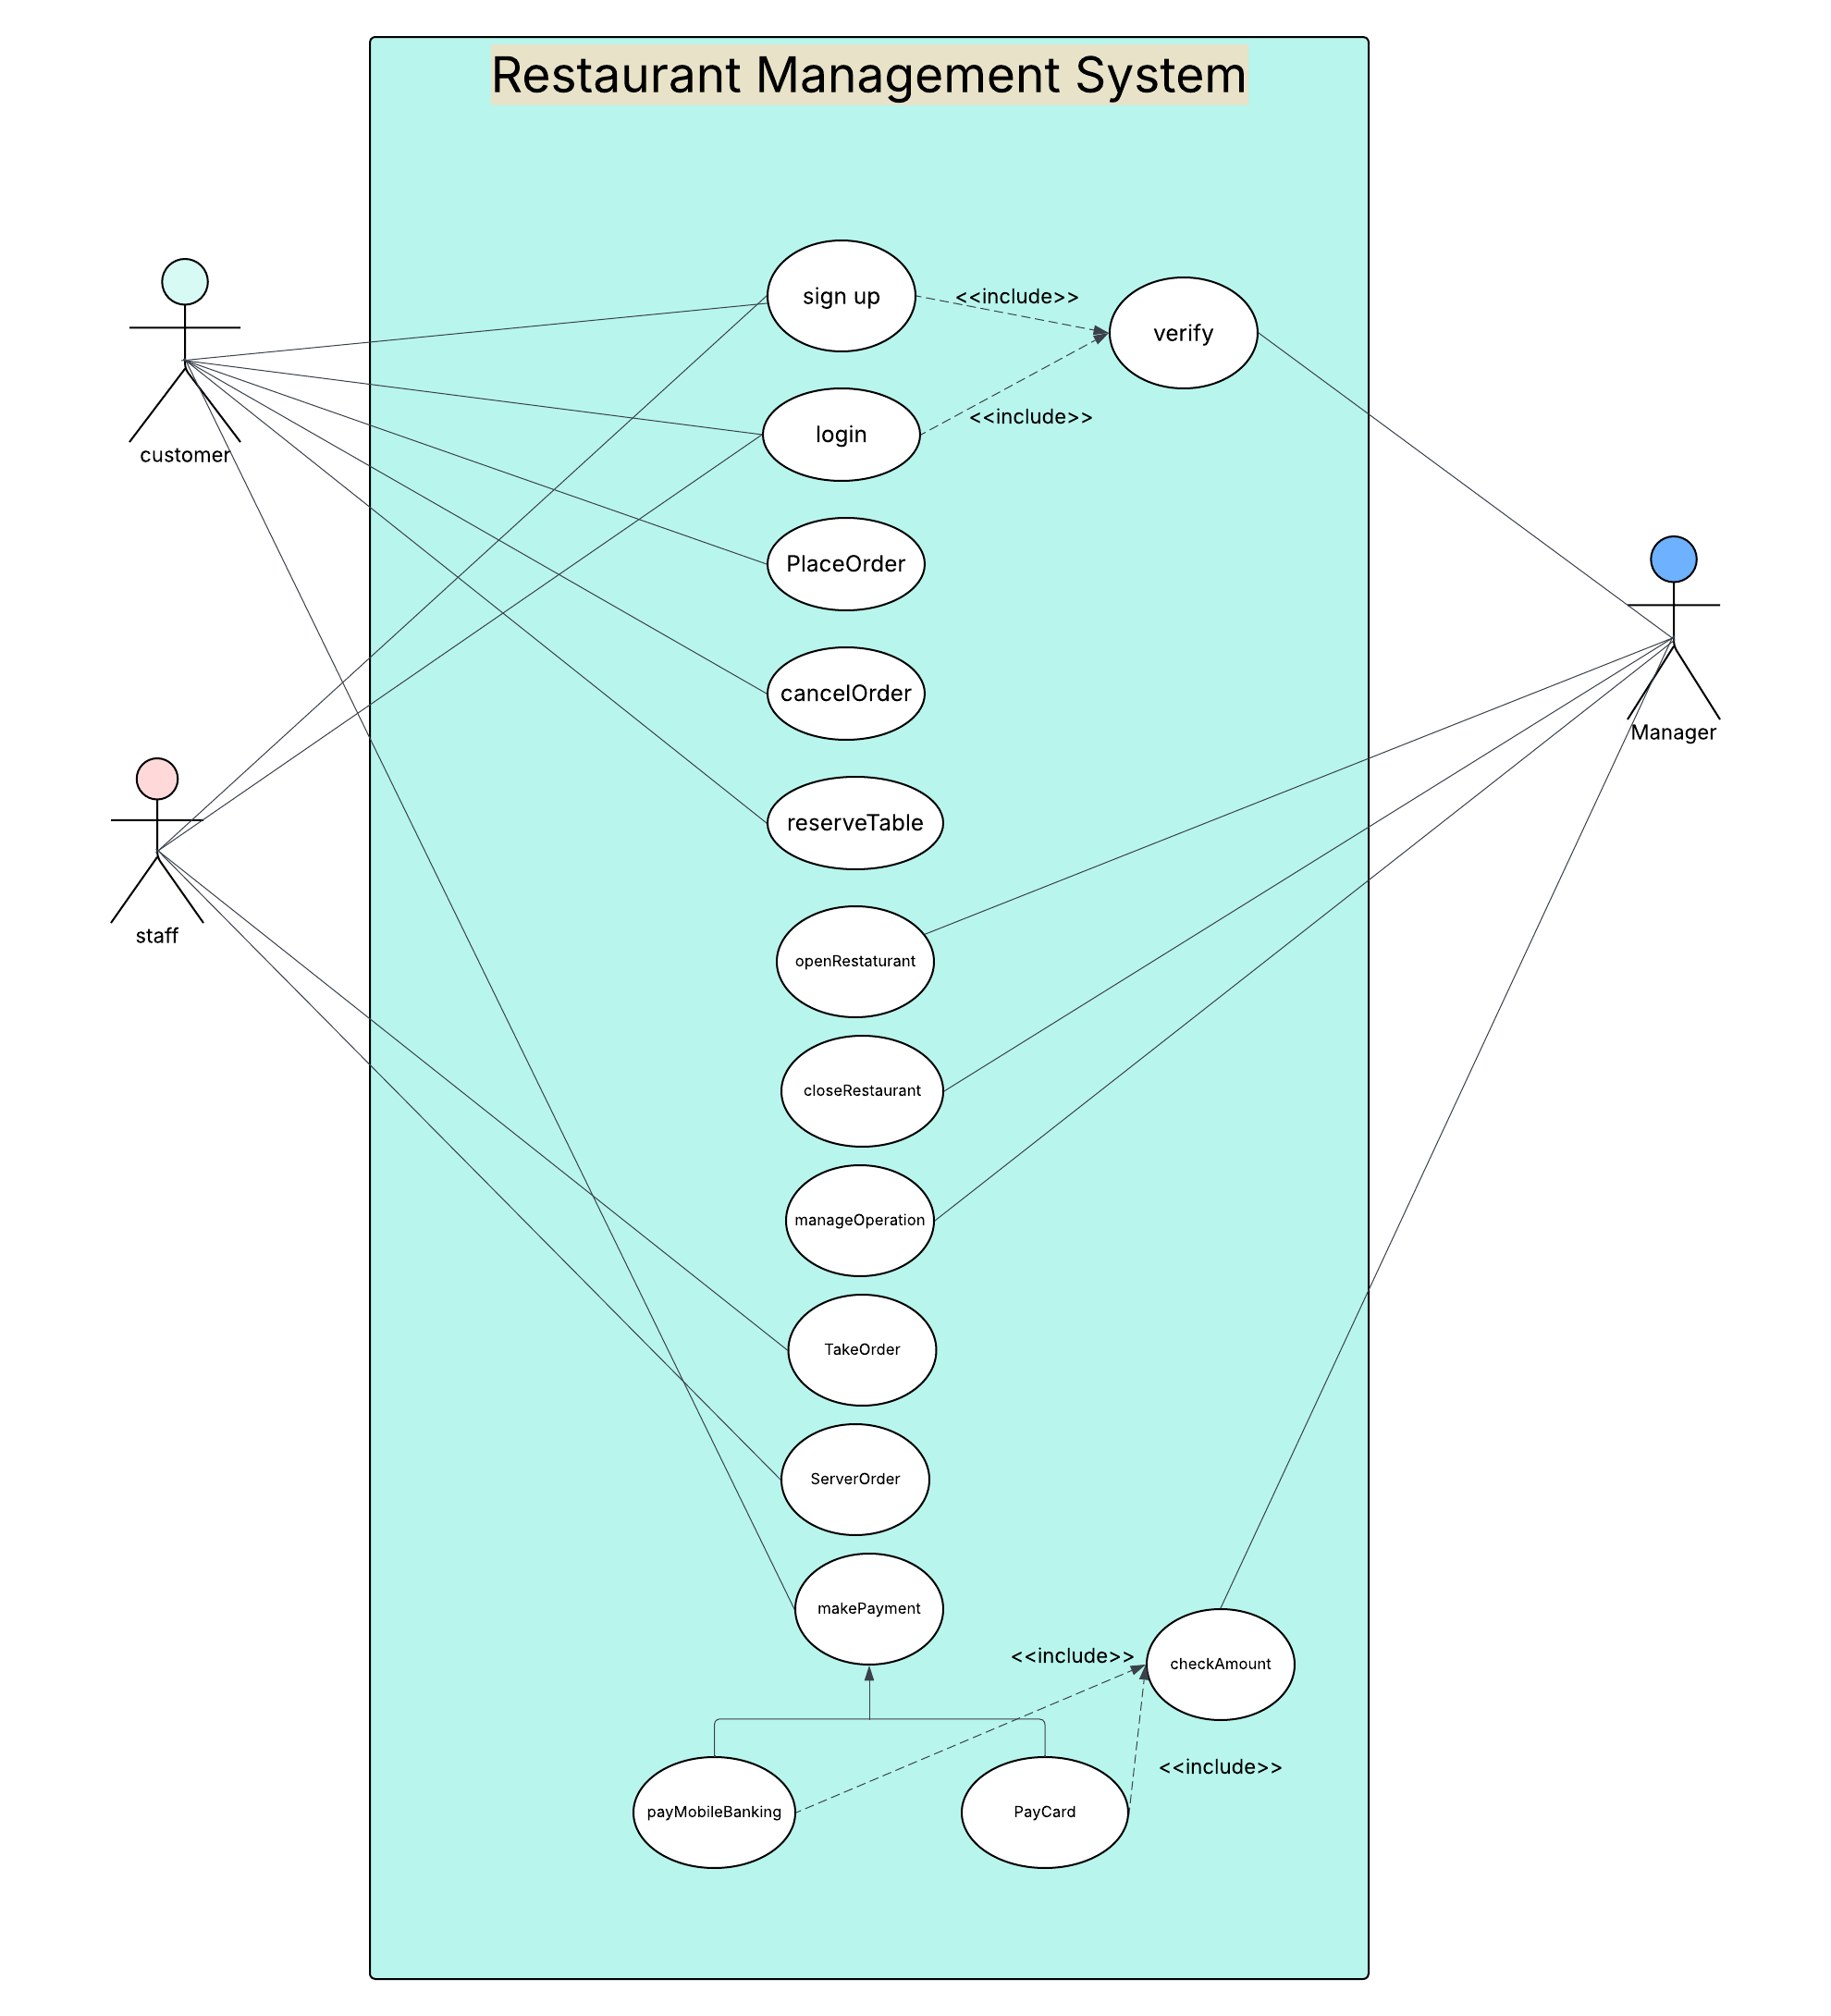 Restaurant Management System
sign up
<<include>>
verify
<<include>>
login
customer
PlaceOrder
cancelOrder
Manager
reserveTable
staff
openRestaturant
closeRestaurant
manageOperation
TakeOrder
ServerOrder
makePayment
<<include>>
checkAmount
<<include>>
payMobileBanking
PayCard